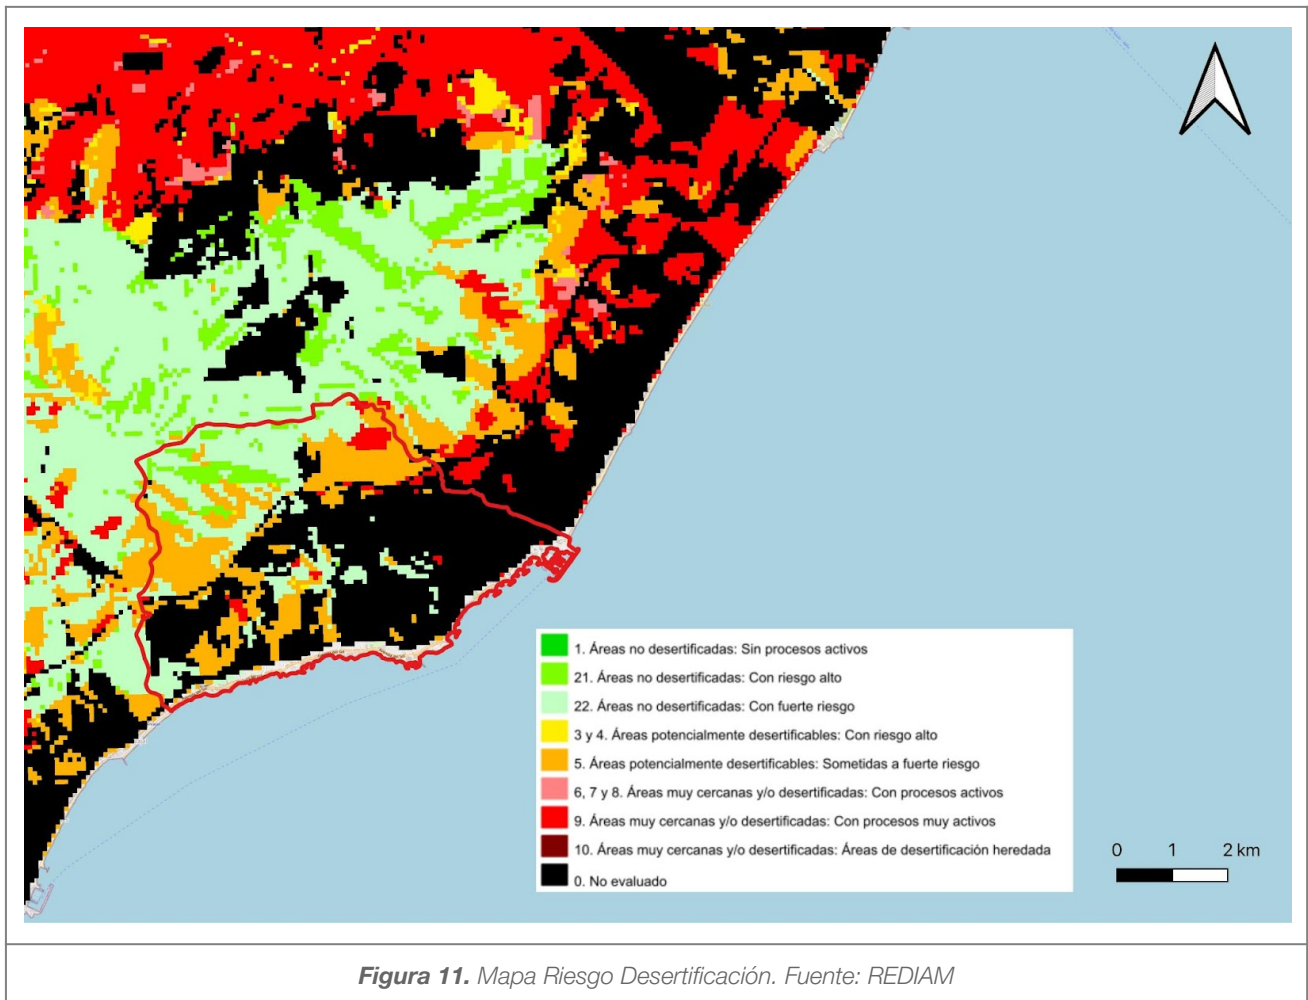 1. Áreas no desertificadas: Sin procesos activos
21. Áreas no desertificadas: Con riesgo alto
22. Áreas no desertificadas: Con fuerte riesgo
3 y 4. Áreas potencialmente desertificables: Con riesgo alto
5. Áreas potencialmente desertificables: Sometidas a fuerte riesgo
6, 7 y 8. Áreas muy cercanas y/o desertificadas: Con procesos activos
9. Áreas muy cercanas y/o desertificadas: Con procesos muy activos
10. Áreas muy cercanas y/o desertificadas: Áreas de desertificación heredada
0. No evaluado
0 1 2 km
Figura 11. Mapa Riesgo Desertificación. Fuente: REDIAM